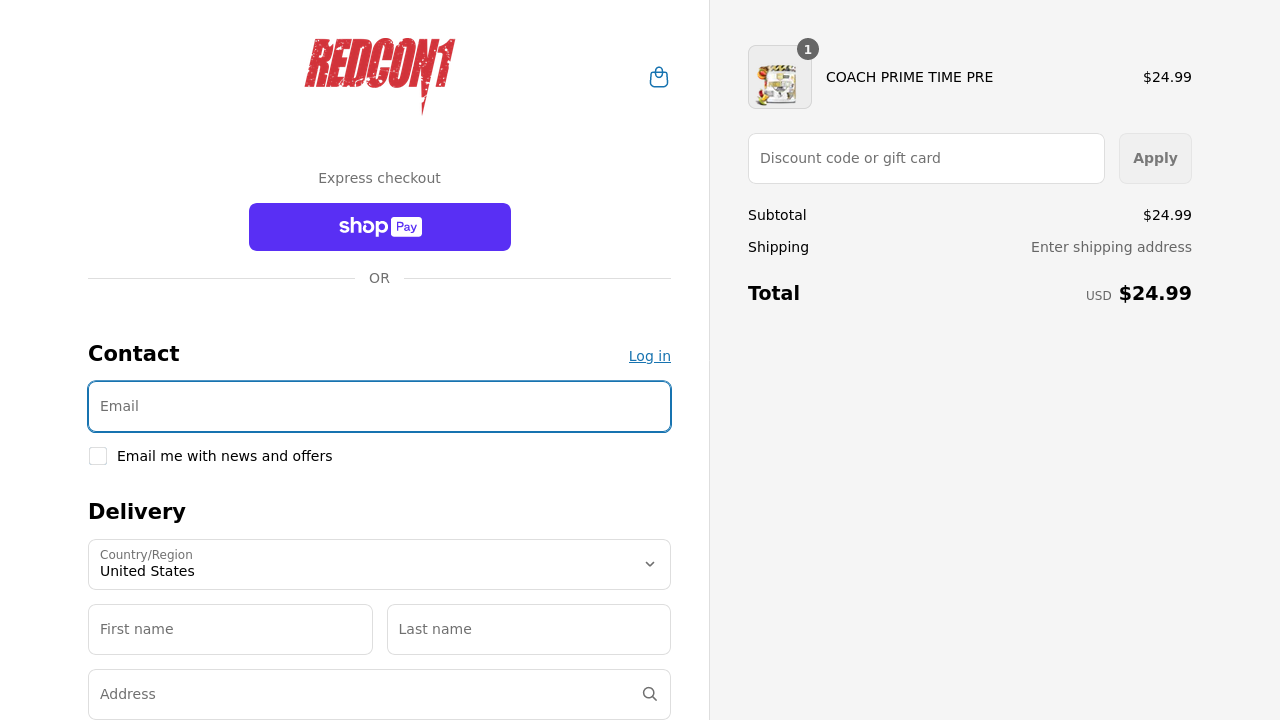 REDCON1
Express checkout
shop Pay
OR
Contact
Log in
Email
Email me with news and offers
Delivery
Country/Region
United States
First name
Last name
Address
1
COACH PRIME TIME PRE
$24.99
Discount code or gift card
Apply
Subtotal
$24.99
Shipping
Enter shipping address
Total
USD $24.99